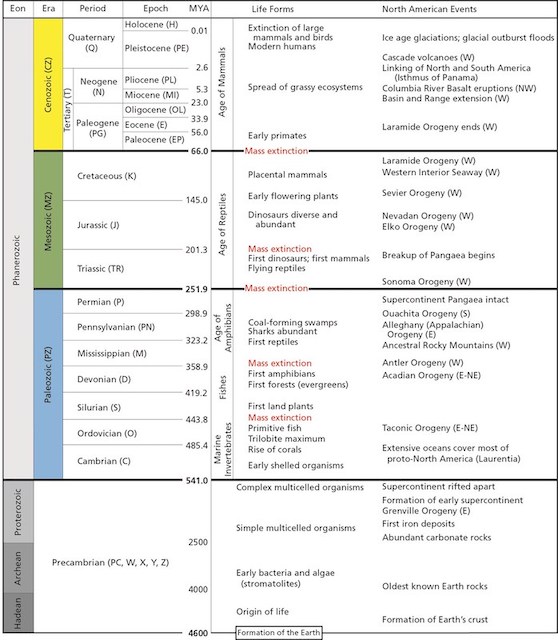 Eon Era Period Epoch MYA Life Forms North American Events
Phanerozoic
Cenozoic (CZ)
Quaternary
(Q)
Holocene (H)
0.01
Pleistocene (PE)
2.6
Tertiary (T)
Neogene
(N)
Pliocene (PL)
5.3
Miocene (MI)
23.0
Paleogene
(PG)
Oligocene (OL)
33.9
Eocene (E)
56.0
Paleocene (EP)
66.0
Age of Mammals
Extinction of large
mammals and birds
Modern humans
Spread of grassy ecosystems
Early primates
Mass extinction
Ice age glaciations; glacial outburst floods
Cascade volcanoes (W)
Linking of North and South America
(Isthmus of Panama)
Columbia River Basalt eruptions (NW)
Basin and Range extension (W)
Laramide Orogeny ends (W)
Mesozoic (MZ)
Cretaceous (K)
145.0
Jurassic (J)
201.3
Triassic (TR)
251.9
Age of Reptiles
Placental mammals
Early flowering plants
Dinosaurs diverse and
abundant
Mass extinction
First dinosaurs; first mammals
Flying reptiles
Mass extinction
Laramide Orogeny (W)
Western Interior Seaway (W)
Sevier Orogeny (W)
Nevadan Orogeny (W)
Elko Orogeny (W)
Breakup of Pangaea begins
Sonoma Orogeny (W)
Paleozoic (PZ)
Permian (P)
298.9
Pennsylvanian (PN)
323.2
Mississippian (M)
358.9
Devonian (D)
419.2
Silurian (S)
443.8
Ordovician (O)
485.4
Cambrian (C)
541.0
Age of
Amphibians
Fishes
Marine
Invertebrates
Coal-forming swamps
Sharks abundant
First reptiles
Mass extinction
First amphibians
First forests (evergreens)
First land plants
Mass extinction
Primitive fish
Trilobite maximum
Rise of corals
Early shelled organisms
Supercontinent Pangaea intact
Ouachita Orogeny (S)
Alleghany (Appalachian)
Orogeny (E)
Ancestral Rocky Mountains (W)
Antler Orogeny (W)
Acadian Orogeny (E-NE)
Taconic Orogeny (E-NE)
Extensive oceans cover most of
proto-North America (Laurentia)
Proterozoic
Archean
Hadean
Precambrian (PC, W, X, Y, Z)
2500
4000
4600
Complex multicelled organisms
Simple multicelled organisms
Early bacteria and algae
(stromatolites)
Origin of life
Formation of the Earth
Supercontinent rifted apart
Formation of early supercontinent
Grenville Orogeny (E)
First iron deposits
Abundant carbonate rocks
Oldest known Earth rocks
Formation of Earth's crust